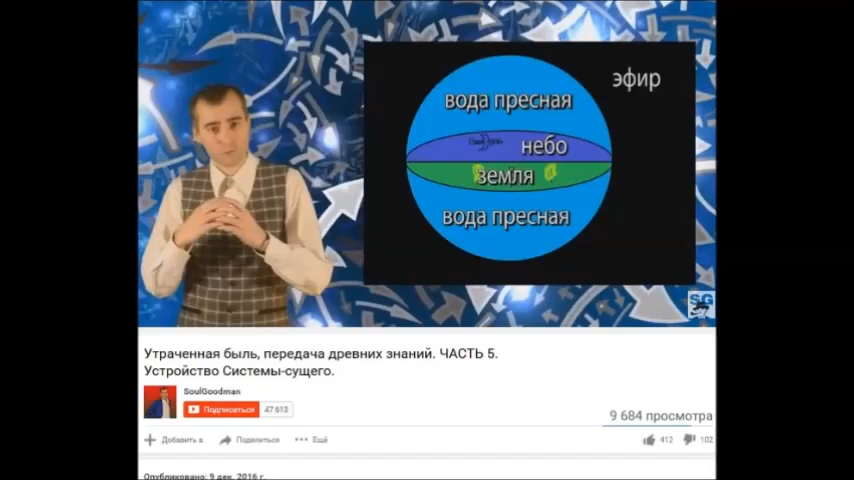 эфир
вода пресная
небо
земля
вода пресная
SG
Утраченная быль, передача древних знаний. ЧАСТЬ 5.
Устройство Системы-сущего.
SoulGoodman
Подписаться 47 613
9 684 просмотра
Добавить в Поделиться Ещё 412 102
Опубликовано: 9 дек. 2016 г.